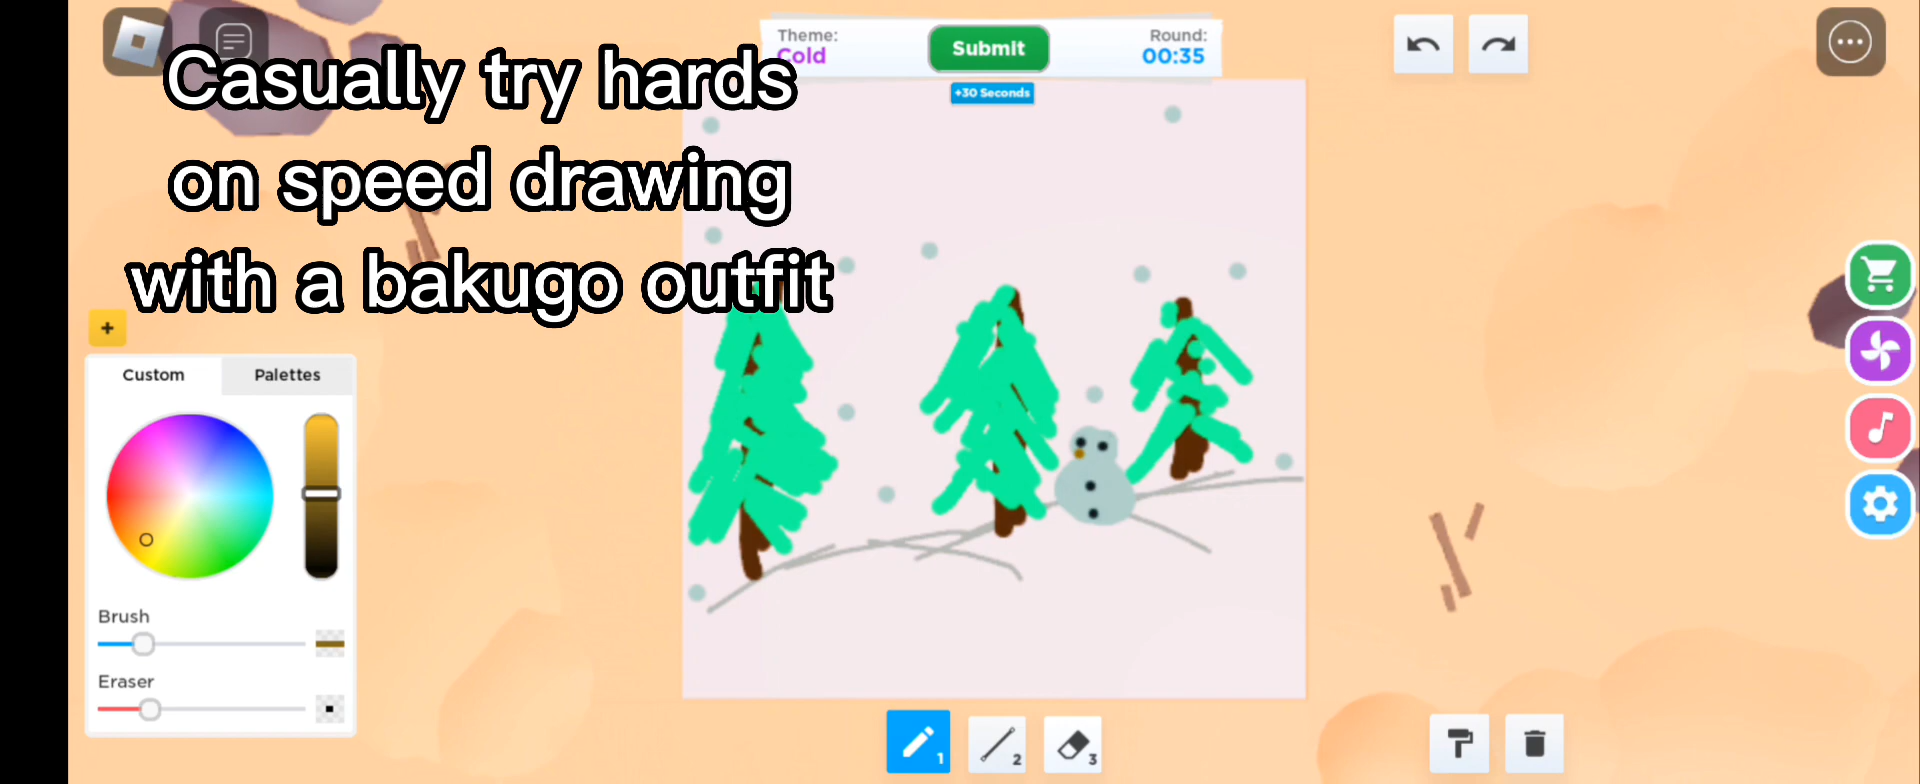 Casually try hards
on speed drawing
with a bakugo outfit
Theme:
Cold
Submit
Round:
00:35
+30 Seconds
+
Custom
Palettes
Brush
Eraser
1
2
3